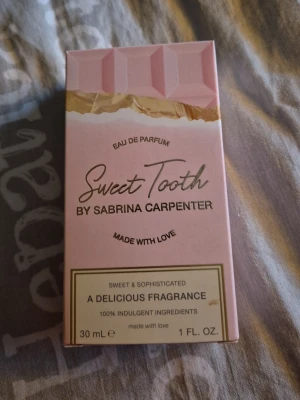 EAU DE PARFUM
Sweet Tooth
BY SABRINA CARPENTER
MADE WITH LOVE
SWEET & SOPHISTICATED
A DELICIOUS FRAGRANCE
100% INDULGENT INGREDIENTS
made with love
30 mL ℮ 1 FL. OZ.